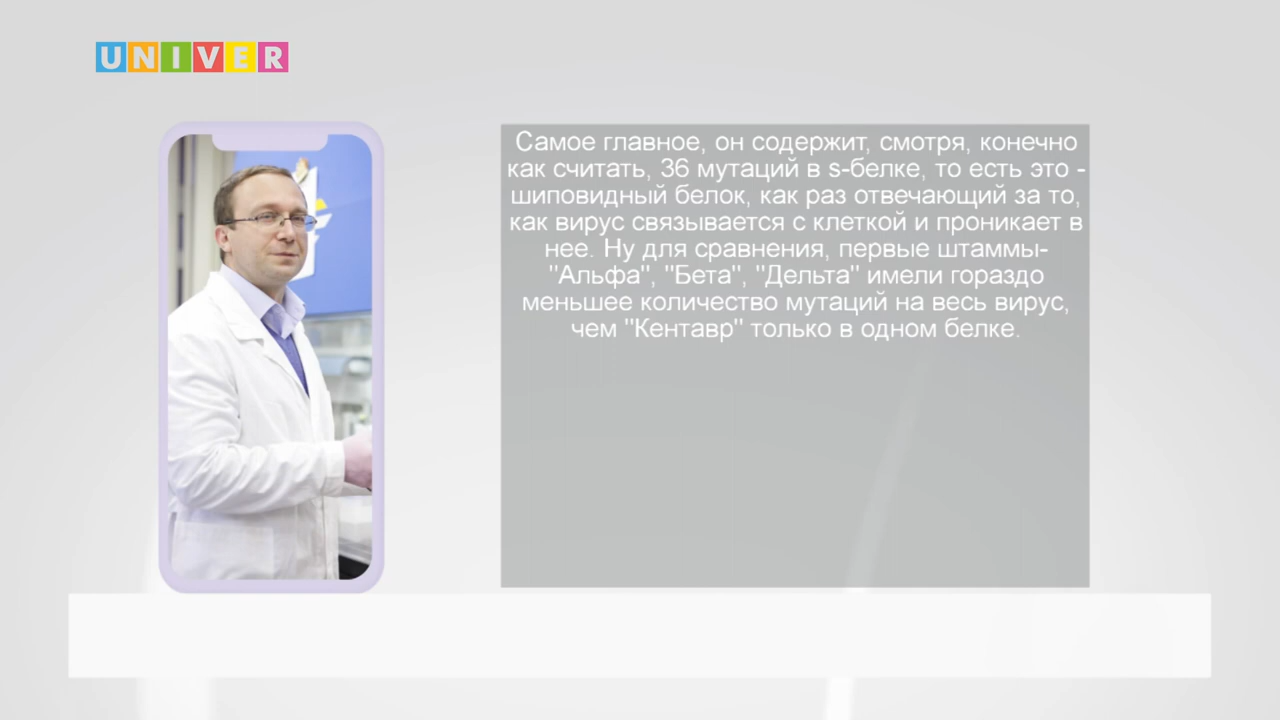 UNIVER
Самое главное, он содержит, смотря, конечно
как считать, 36 мутаций в s-белке, то есть это -
шиповидный белок, как раз отвечающий за то,
как вирус связывается с клеткой и проникает в
нее. Ну для сравнения, первые штаммы-
"Альфа", "Бета", "Дельта" имели гораздо
меньшее количество мутаций на весь вирус,
чем "Кентавр" только в одном белке.